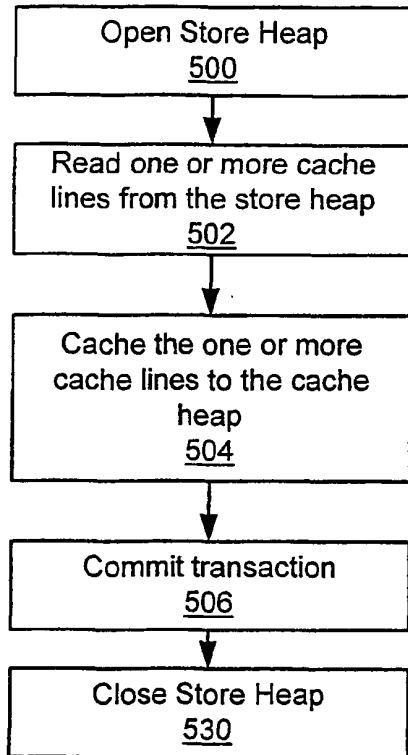 Open Store Heap
500
Read one or more cache
lines from the store heap
502
Cache the one or more
cache lines to the cache
heap
504
Commit transaction
506
Close Store Heap
530